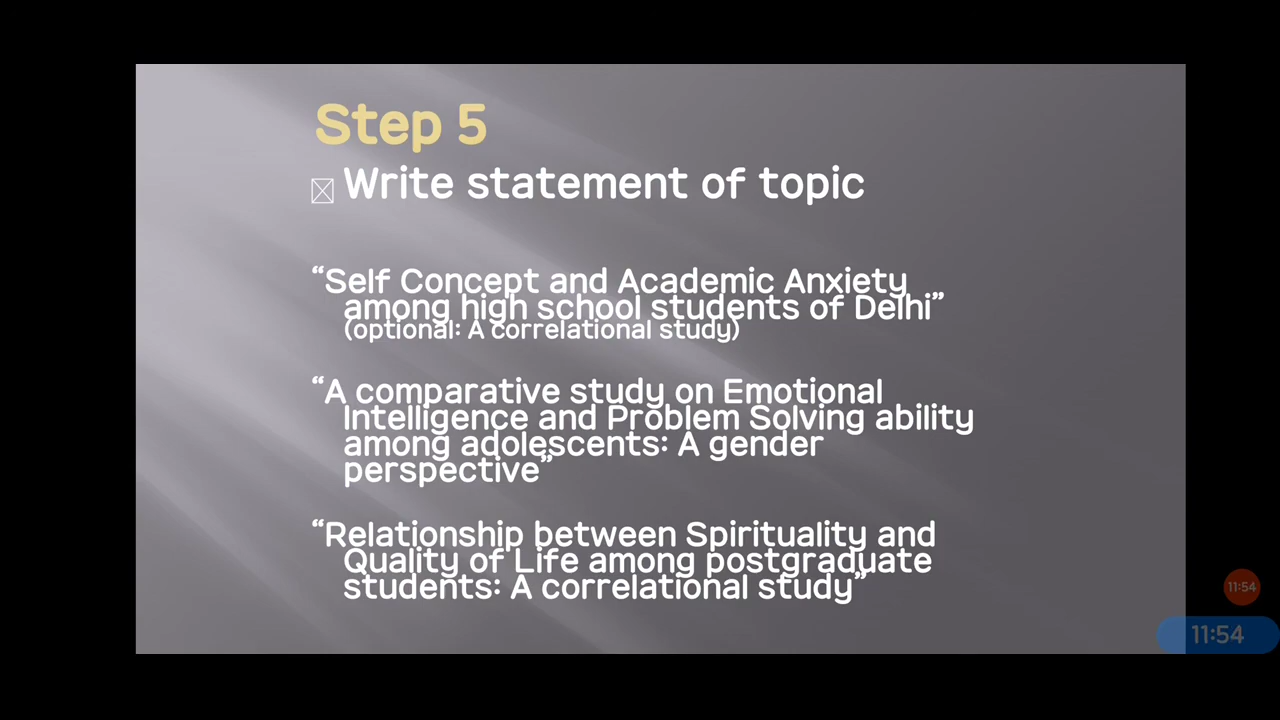 Step 5
Write statement of topic
“Self Concept and Academic Anxiety
among high school students of Delhi”
(optional: A correlational study)
“A comparative study on Emotional
Intelligence and Problem Solving ability
among adolescents: A gender
perspective”
“Relationship between Spirituality and
Quality of Life among postgraduate
students: A correlational study”
11:54
11:54